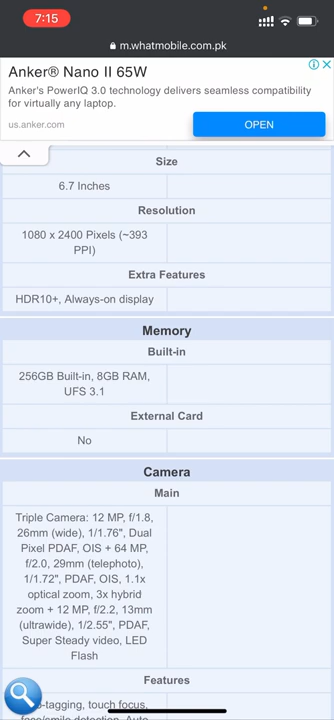 7:15
m.whatmobile.com.pk
Anker® Nano II 65W
Anker's PowerIQ 3.0 technology delivers seamless compatibility
for virtually any laptop.
us.anker.com
OPEN
Size
6.7 Inches
Resolution
1080 x 2400 Pixels (~393
PPI)
Extra Features
HDR10+, Always-on display
Memory
Built-in
256GB Built-in, 8GB RAM,
UFS 3.1
External Card
No
Camera
Main
Triple Camera: 12 MP, f/1.8,
26mm (wide), 1/1.76", Dual
Pixel PDAF, OIS + 64 MP,
f/2.0, 29mm (telephoto),
1/1.72", PDAF, OIS, 1.1x
optical zoom, 3x hybrid
zoom + 12 MP, f/2.2, 13mm
(ultrawide), 1/2.55", PDAF,
Super Steady video, LED
Flash
Features
-tagging, touch focus,
face/smile detection, Auto